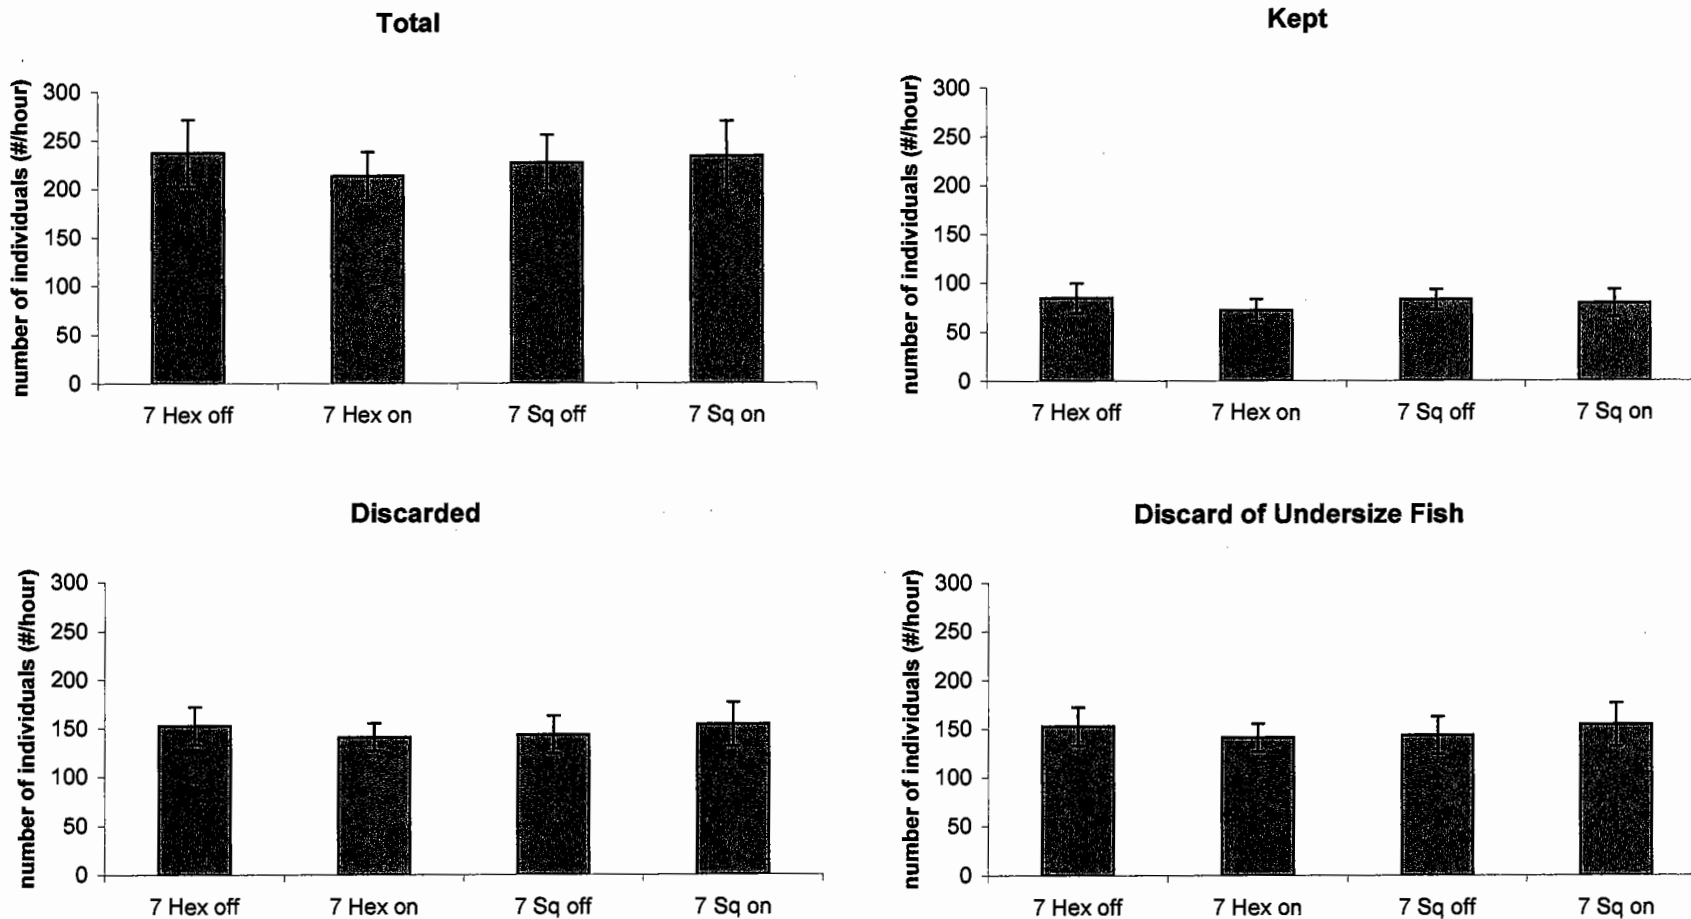 Total
number of individuals (#/hour)
300
250
200
150
100
50
0
7 Hex off 7 Hex on 7 Sq off 7 Sq on
Kept
number of individuals (#/hour)
300
250
200
150
100
50
0
7 Hex off 7 Hex on 7 Sq off 7 Sq on
Discarded
number of individuals (#/hour)
300
250
200
150
100
50
0
7 Hex off 7 Hex on 7 Sq off 7 Sq on
Discard of Undersize Fish
number of individuals (#/hour)
300
250
200
150
100
50
0
7 Hex off 7 Hex on 7 Sq off 7 Sq on